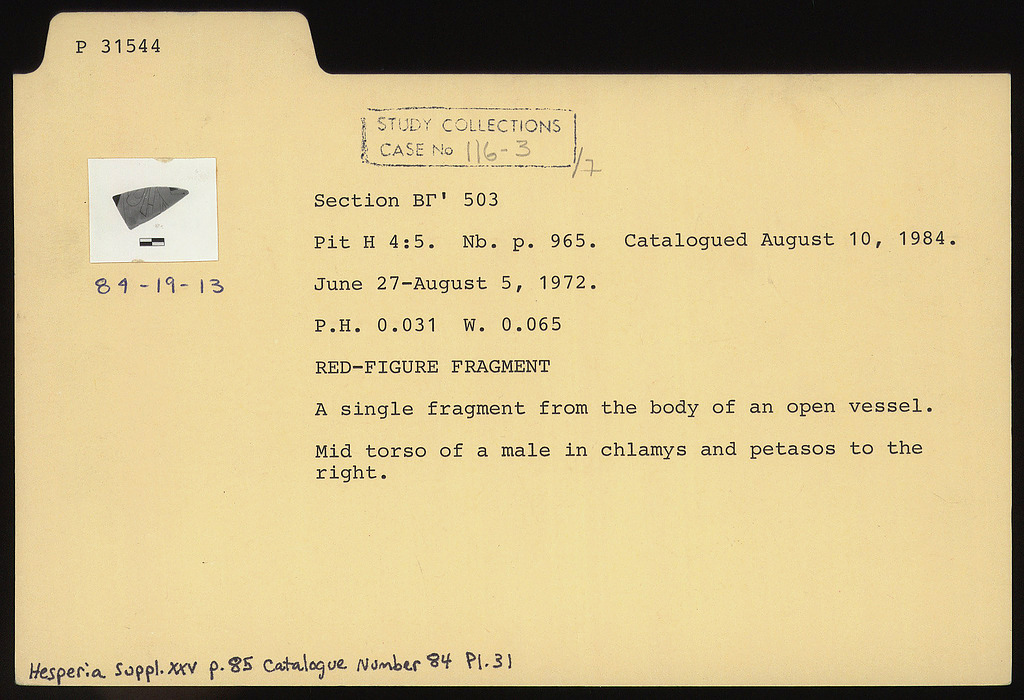 P 31544
STUDY COLLECTIONS
CASE No 116-3/7
Section ΒΓ' 503
Pit H 4:5. Nb. p. 965. Catalogued August 10, 1984.
84-19-13
June 27-August 5, 1972.
P.H. 0.031 W. 0.065
RED-FIGURE FRAGMENT
A single fragment from the body of an open vessel.
Mid torso of a male in chlamys and petasos to the
right.
Hesperia Suppl. XXV p. 85 Catalogue Number 84 Pl. 31